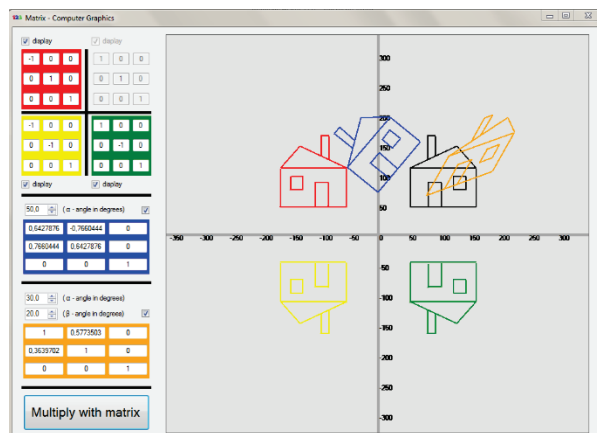 Matrix - Computer Graphics
display display
-1 0 0 1 0 0
0 1 0 0 1 0
0 0 1 0 0 1
-1 0 0 1 0 0
0 -1 0 0 -1 0
0 0 1 0 0 1
display display
50,0 (α - angle in degrees)
0,6427876 -0,7660444 0
0,7660444 0,6427876 0
0 0 1
30,0 (α - angle in degrees)
20,0 (β - angle in degrees)
1 0,5773503 0
0,3639702 1 0
0 0 1
Multiply with matrix
300
250
200
150
100
50
-350 -300 -250 -200 -150 -100 -50 0 50 100 150 200 250 300
-50
-100
-150
-200
-250
-300